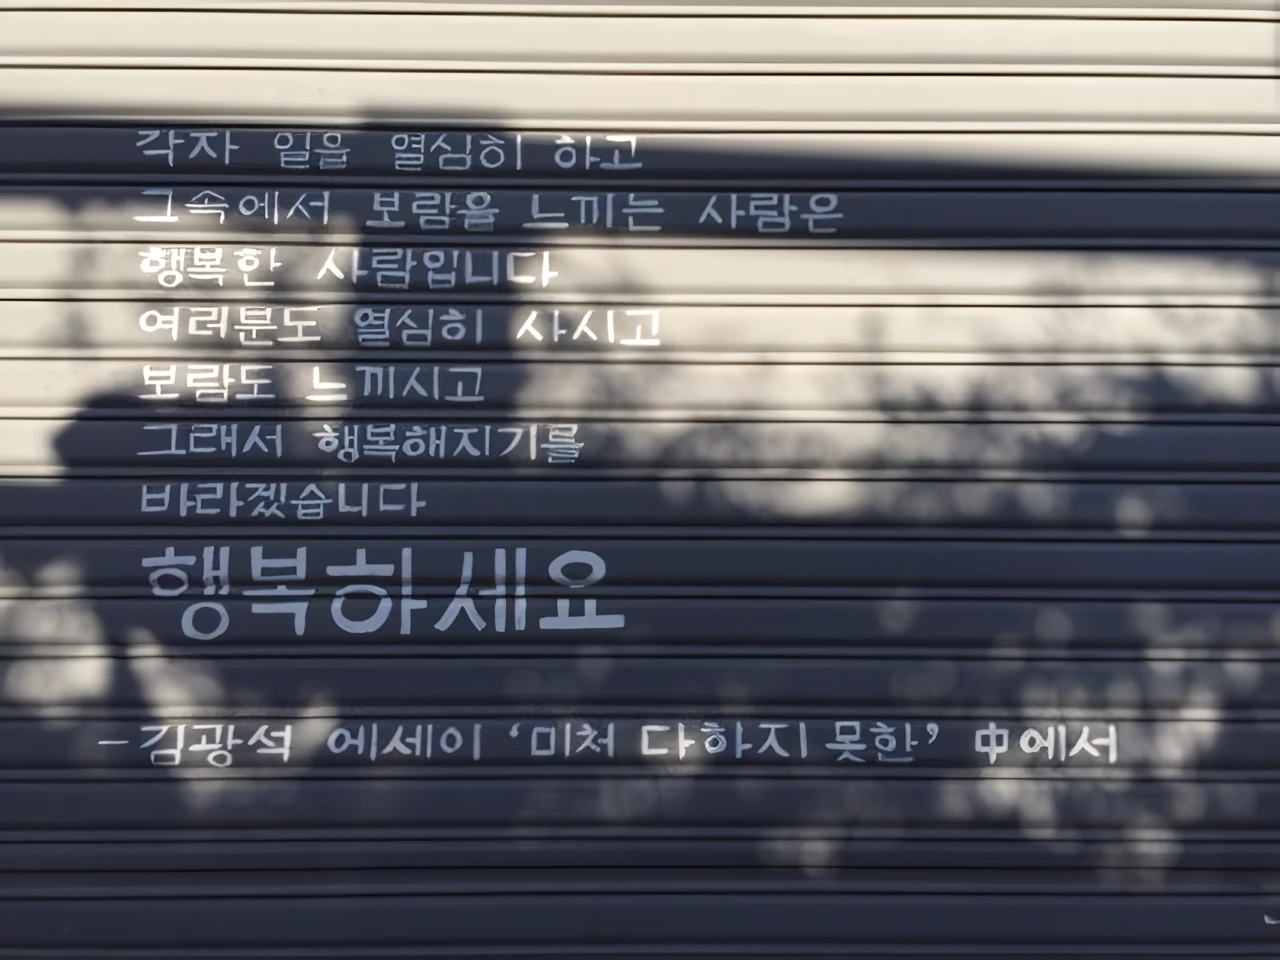 각자 일을 열심히 하고
그속에서 보람을 느끼는 사람은
행복한 사람입니다
여러분도 열심히 사시고
보람도 느끼시고
그래서 행복해지기를
바라겠습니다
행복하세요
- 김광석 에세이 ‘미처 다하지 못한’ 中에서